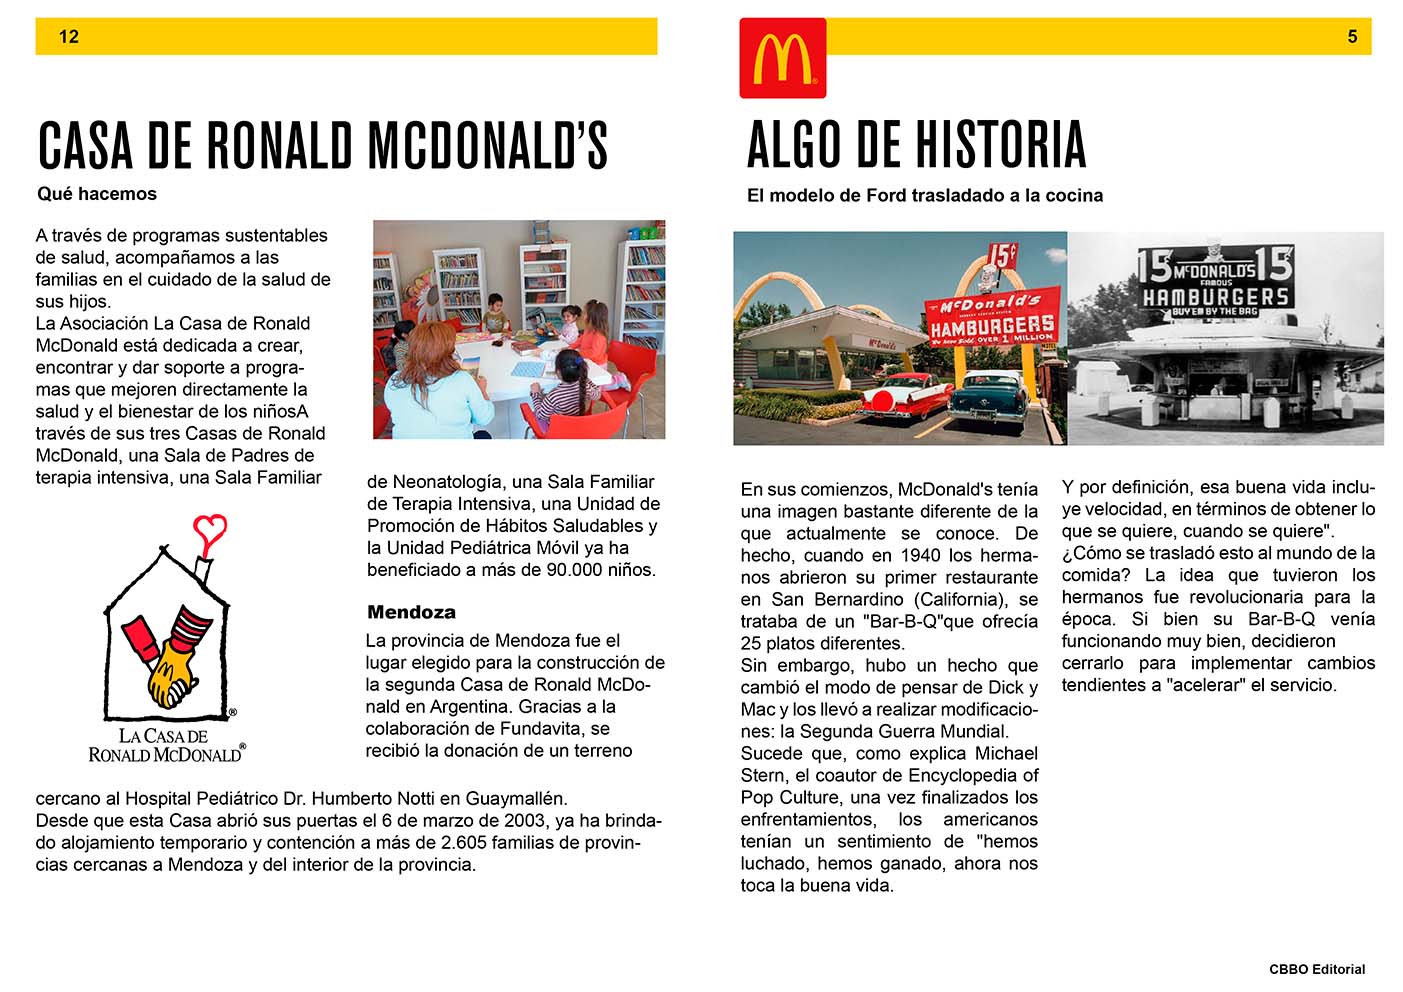 12
CASA DE RONALD MCDONALD'S
Qué hacemos
A través de programas sustentables
de salud, acompañamos a las
familias en el cuidado de la salud de
sus hijos.
La Asociación La Casa de Ronald
McDonald está dedicada a crear,
encontrar y dar soporte a progra-
mas que mejoren directamente la
salud y el bienestar de los niñosA
través de sus tres Casas de Ronald
McDonald, una Sala de Padres de
terapia intensiva, una Sala Familiar
de Neonatología, una Sala Familiar
de Terapia Intensiva, una Unidad de
Promoción de Hábitos Saludables y
la Unidad Pediátrica Móvil ya ha
beneficiado a más de 90.000 niños.
LA CASA DE
RONALD MCDONALD®
Mendoza
La provincia de Mendoza fue el
lugar elegido para la construcción de
la segunda Casa de Ronald McDo-
nald en Argentina. Gracias a la
colaboración de Fundavita, se
recibió la donación de un terreno
cercano al Hospital Pediátrico Dr. Humberto Notti en Guaymallén.
Desde que esta Casa abrió sus puertas el 6 de marzo de 2003, ya ha brinda-
do alojamiento temporario y contención a más de 2.605 familias de provin-
cias cercanas a Mendoza y del interior de la provincia.
5
ALGO DE HISTORIA
El modelo de Ford trasladado a la cocina
15¢
McDonald's
HAMBURGERS
We have Sold OVER 1 MILLION
McDonald's
MOTEL
15 McDONALD'S 15
FAMOUS
HAMBURGERS
BUY 'EM BY THE BAG
En sus comienzos, McDonald's tenía
una imagen bastante diferente de la
que actualmente se conoce. De
hecho, cuando en 1940 los herma-
nos abrieron su primer restaurante
en San Bernardino (California), se
trataba de un "Bar-B-Q"que ofrecía
25 platos diferentes.
Sin embargo, hubo un hecho que
cambió el modo de pensar de Dick y
Mac y los llevó a realizar modificacio-
nes: la Segunda Guerra Mundial.
Sucede que, como explica Michael
Stern, el coautor de Encyclopedia of
Pop Culture, una vez finalizados los
enfrentamientos, los americanos
tenían un sentimiento de "hemos
luchado, hemos ganado, ahora nos
toca la buena vida.
Y por definición, esa buena vida inclu-
ye velocidad, en términos de obtener lo
que se quiere, cuando se quiere".
¿Cómo se trasladó esto al mundo de la
comida? La idea que tuvieron los
hermanos fue revolucionaria para la
época. Si bien su Bar-B-Q venía
funcionando muy bien, decidieron
cerrarlo para implementar cambios
tendientes a "acelerar" el servicio.
CBBO Editorial